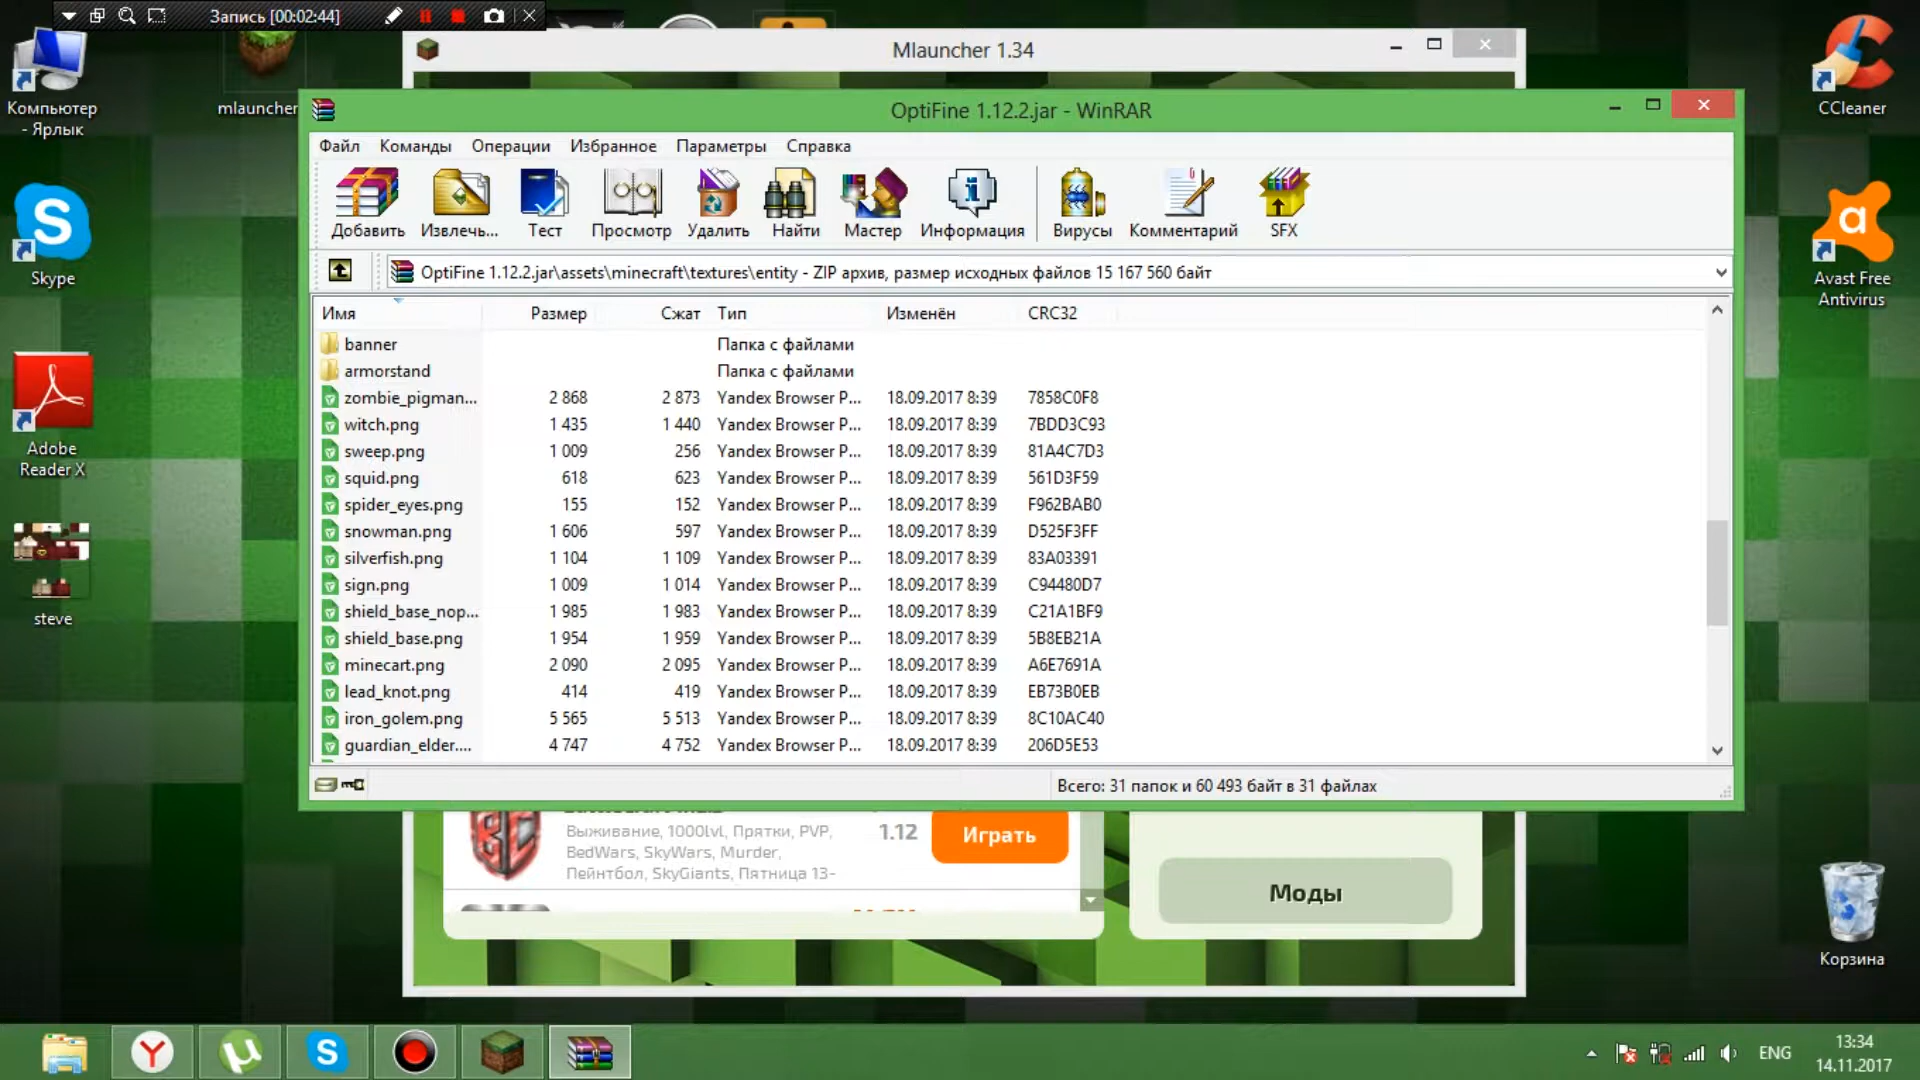 Запись [00:02:44]
Компьютер
- Ярлык
mlauncher
Mlauncher 1.34
CCleaner
OptiFine 1.12.2.jar - WinRAR
Файл Команды Операции Избранное Параметры Справка
Добавить Извлечь... Тест Просмотр Удалить Найти Мастер Информация Вирусы Комментарий SFX
OptiFine 1.12.2.jar\assets\minecraft\textures\entity - ZIP архив, размер исходных файлов 15 167 560 байт
Имя Размер Сжат Тип Изменён CRC32
banner Папка с файлами
armorstand Папка с файлами
zombie_pigman... 2 868 2 873 Yandex Browser P... 18.09.2017 8:39 7858C0F8
witch.png 1 435 1 440 Yandex Browser P... 18.09.2017 8:39 7BDD3C93
sweep.png 1 009 256 Yandex Browser P... 18.09.2017 8:39 81A4C7D3
squid.png 618 623 Yandex Browser P... 18.09.2017 8:39 561D3F59
spider_eyes.png 155 152 Yandex Browser P... 18.09.2017 8:39 F962BAB0
snowman.png 1 606 597 Yandex Browser P... 18.09.2017 8:39 D525F3FF
silverfish.png 1 104 1 109 Yandex Browser P... 18.09.2017 8:39 83A03391
sign.png 1 009 1 014 Yandex Browser P... 18.09.2017 8:39 C94480D7
shield_base_nop... 1 985 1 983 Yandex Browser P... 18.09.2017 8:39 C21A1BF9
shield_base.png 1 954 1 959 Yandex Browser P... 18.09.2017 8:39 5B8EB21A
minecart.png 2 090 2 095 Yandex Browser P... 18.09.2017 8:39 A6E7691A
lead_knot.png 414 419 Yandex Browser P... 18.09.2017 8:39 EB73B0EB
iron_golem.png 5 565 5 513 Yandex Browser P... 18.09.2017 8:39 8C10AC40
guardian_elder.... 4 747 4 752 Yandex Browser P... 18.09.2017 8:39 206D5E53
Всего: 31 папок и 60 493 байт в 31 файлах
Skype
Avast Free
Antivirus
Adobe
Reader X
steve
Выживание, 1000lvl, Прятки, PVP,
BedWars, SkyWars, Murder,
Пейнтбол, SkyGiants, Пятница 13-
1.12
Играть
Моды
Корзина
ENG
13:34
14.11.2017